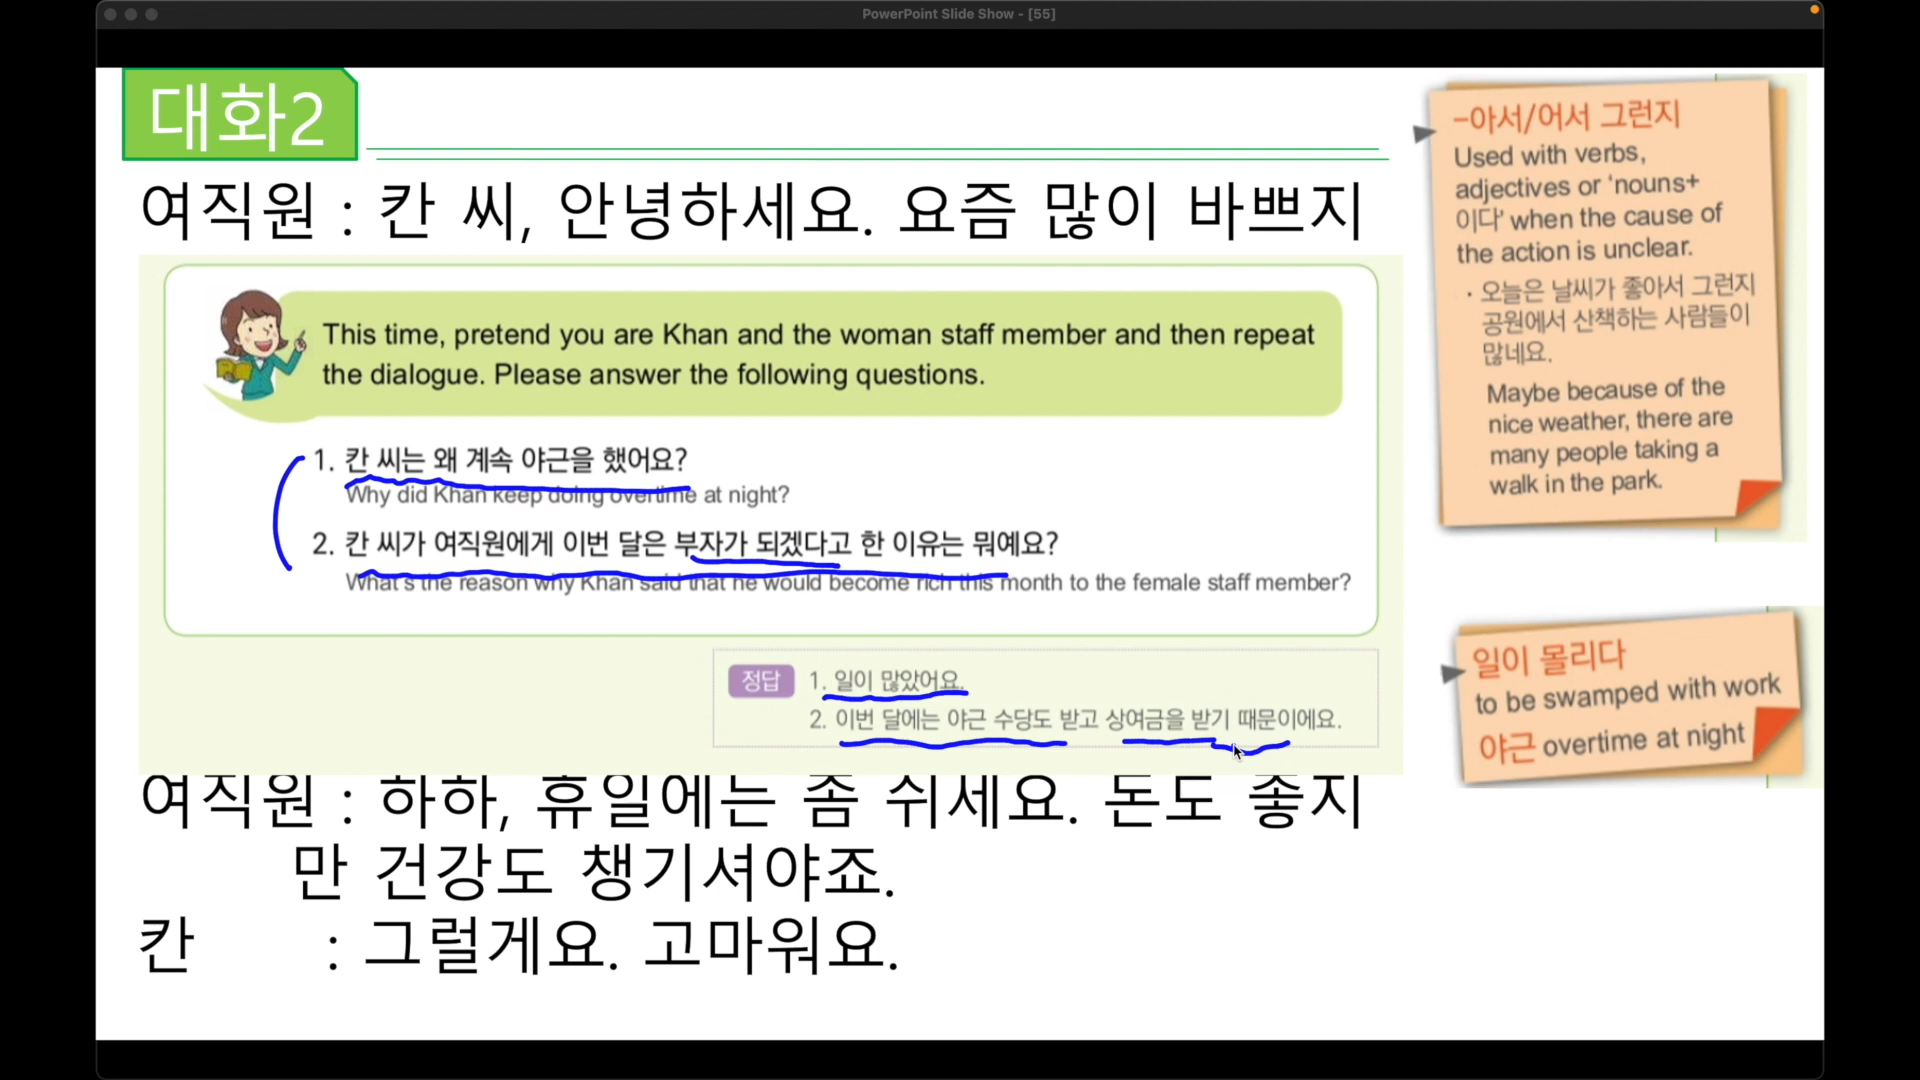 PowerPoint Slide Show - [55]
대화2
여직원 : 칸 씨, 안녕하세요. 요즘 많이 바쁘지
This time, pretend you are Khan and the woman staff member and then repeat
the dialogue. Please answer the following questions.
1. 칸 씨는 왜 계속 야근을 했어요?
Why did Khan keep doing overtime at night?
2. 칸 씨가 여직원에게 이번 달은 부자가 되겠다고 한 이유는 뭐예요?
What's the reason why Khan said that he would become rich this month to the female staff member?
정답
1. 일이 많았어요.
2. 이번 달에는 야근 수당도 받고 상여금을 받기 때문이에요.
여직원 : 하하, 휴일에는 좀 쉬세요. 돈도 좋지
만 건강도 챙기셔야죠.
칸 : 그럴게요. 고마워요.
–아서/어서 그런지
Used with verbs,
adjectives or 'nouns+
이다' when the cause of
the action is unclear.
· 오늘은 날씨가 좋아서 그런지
공원에서 산책하는 사람들이
많네요.
Maybe because of the
nice weather, there are
many people taking a
walk in the park.
일이 몰리다
to be swamped with work
야근 overtime at night